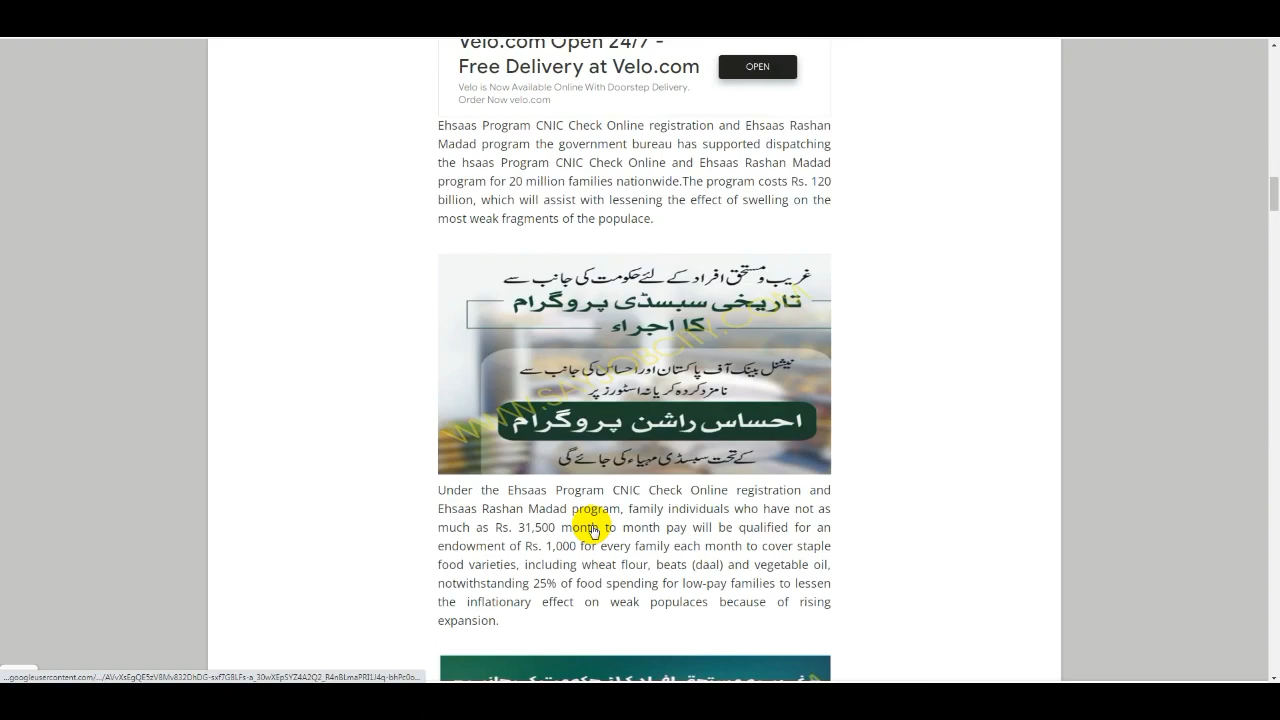 Velo.com Open 24/7 -
Free Delivery at Velo.com
OPEN
Velo is Now Available Online With Doorstep Delivery.
Order Now velo.com
Ehsaas Program CNIC Check Online registration and Ehsaas Rashan
Madad program the government bureau has supported dispatching
the hsaas Program CNIC Check Online and Ehsaas Rashan Madad
program for 20 million families nationwide.The program costs Rs. 120
billion, which will assist with lessening the effect of swelling on the
most weak fragments of the populace.
غریب و مستحق افراد کے لئے حکومت کی جانب سے
تاریخی سبسڈی پروگرام
کا اجراء
نیشنل بینک آف پاکستان اور احساس کی جانب سے
نامزد کردہ کریانہ اسٹورز پر
احساس راشن پروگرام
کے تحت سبسڈی مہیاء کی جائے گی
Under the Ehsaas Program CNIC Check Online registration and
Ehsaas Rashan Madad program, family individuals who have not as
much as Rs. 31,500 month to month pay will be qualified for an
endowment of Rs. 1,000 for every family each month to cover staple
food varieties, including wheat flour, beats (daal) and vegetable oil,
notwithstanding 25% of food spending for low-pay families to lessen
the inflationary effect on weak populaces because of rising
expansion.